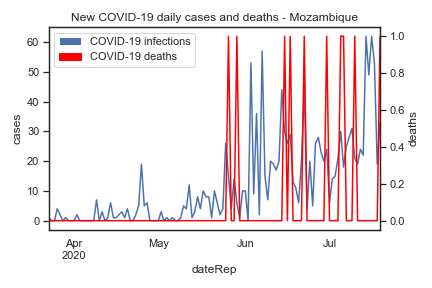 New COVID-19 daily cases and deaths - Mozambique
COVID-19 infections
COVID-19 deaths
60
50
40
30
20
10
0
cases
1.0
0.8
0.6
0.4
0.2
0.0
deaths
Apr
2020
May
Jun
Jul
dateRep